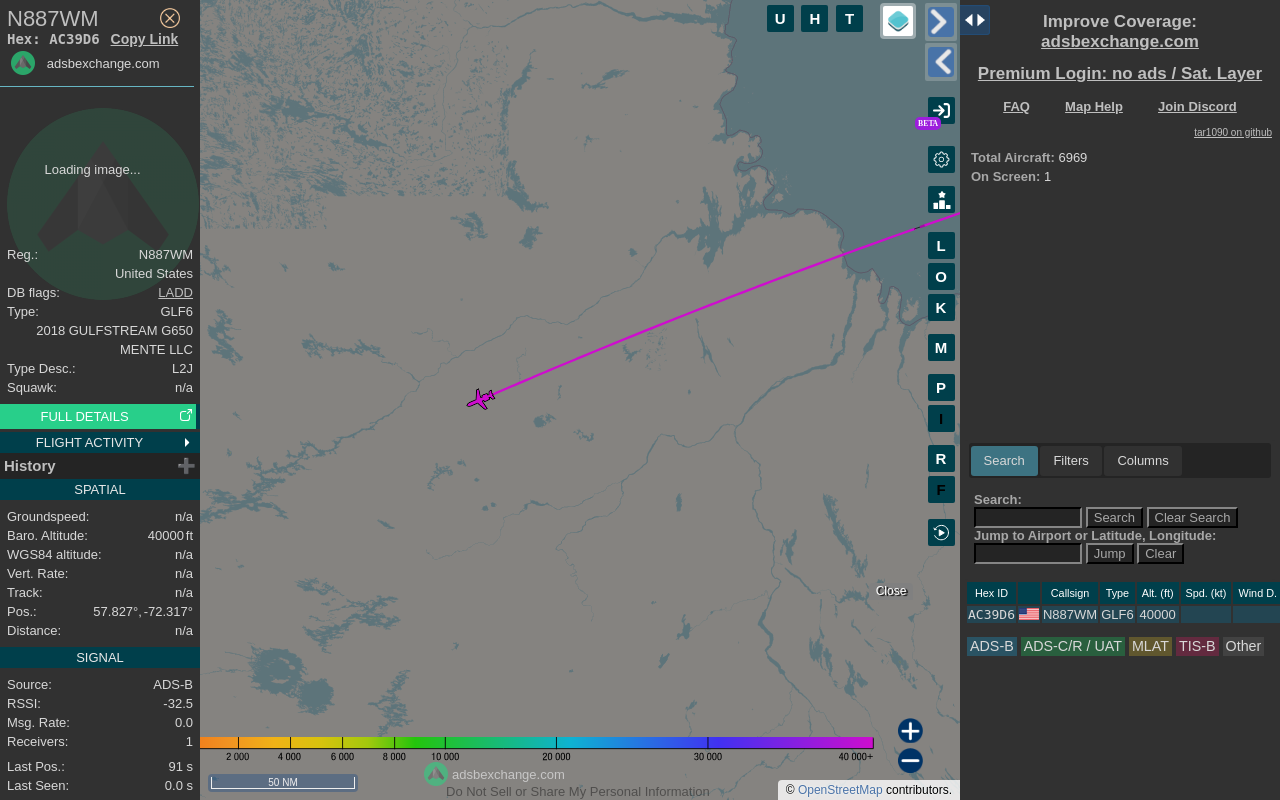 N887WM
Hex: AC39D6 Copy Link
adsbexchange.com
Loading image...
Reg.: N887WM
United States
DB flags: LADD
Type: GLF6
2018 GULFSTREAM G650
MENTE LLC
Type Desc.: L2J
Squawk: n/a
FULL DETAILS
FLIGHT ACTIVITY
History
SPATIAL
Groundspeed: n/a
Baro. Altitude: 40000 ft
WGS84 altitude: n/a
Vert. Rate: n/a
Track: n/a
Pos.: 57.827°, -72.317°
Distance: n/a
SIGNAL
Source: ADS-B
RSSI: -32.5
Msg. Rate: 0.0
Receivers: 1
Last Pos.: 91 s
Last Seen: 0.0 s
U H T
BETA
L
O
K
M
P
I
R
F
Close
2 000 4 000 6 000 8 000 10 000 20 000 30 000 40 000+
50 NM
adsbexchange.com
Do Not Sell or Share My Personal Information
© OpenStreetMap contributors.
Improve Coverage:
adsbexchange.com
Premium Login: no ads / Sat. Layer
FAQ Map Help Join Discord
tar1090 on github
Total Aircraft: 6969
On Screen: 1
Search Filters Columns
Search:
Search Clear Search
Jump to Airport or Latitude, Longitude:
Jump Clear
Hex ID Callsign Type Alt. (ft) Spd. (kt) Wind D.
AC39D6 N887WM GLF6 40000
ADS-B ADS-C/R / UAT MLAT TIS-B Other